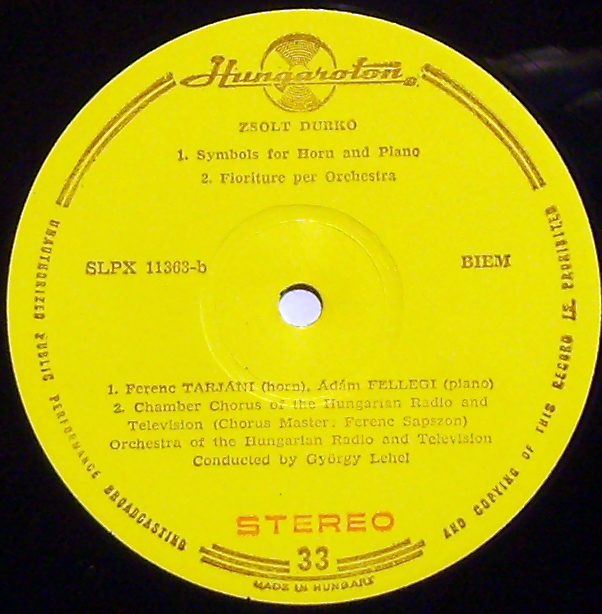 Hungaroton
ZSOLT DURKO
1. Symbols for Horn and Piano
2. Fioriture per Orchestra
SLPX 11363-b
BIEM
1. Ferenc TARJÁNI (horn), Ádám FELLEGI (piano)
2. Chamber Chorus of the Hungarian Radio and
Television (Chorus Master: Ferenc Sapszon)
Orchestra of the Hungarian Radio and Television
Conducted by György Lehel
STEREO
33
MADE IN HUNGARY
UNAUTHORIZED PUBLIC PERFORMANCE BROADCASTING
AND COPYING OF THIS RECORD IS PROHIBITED